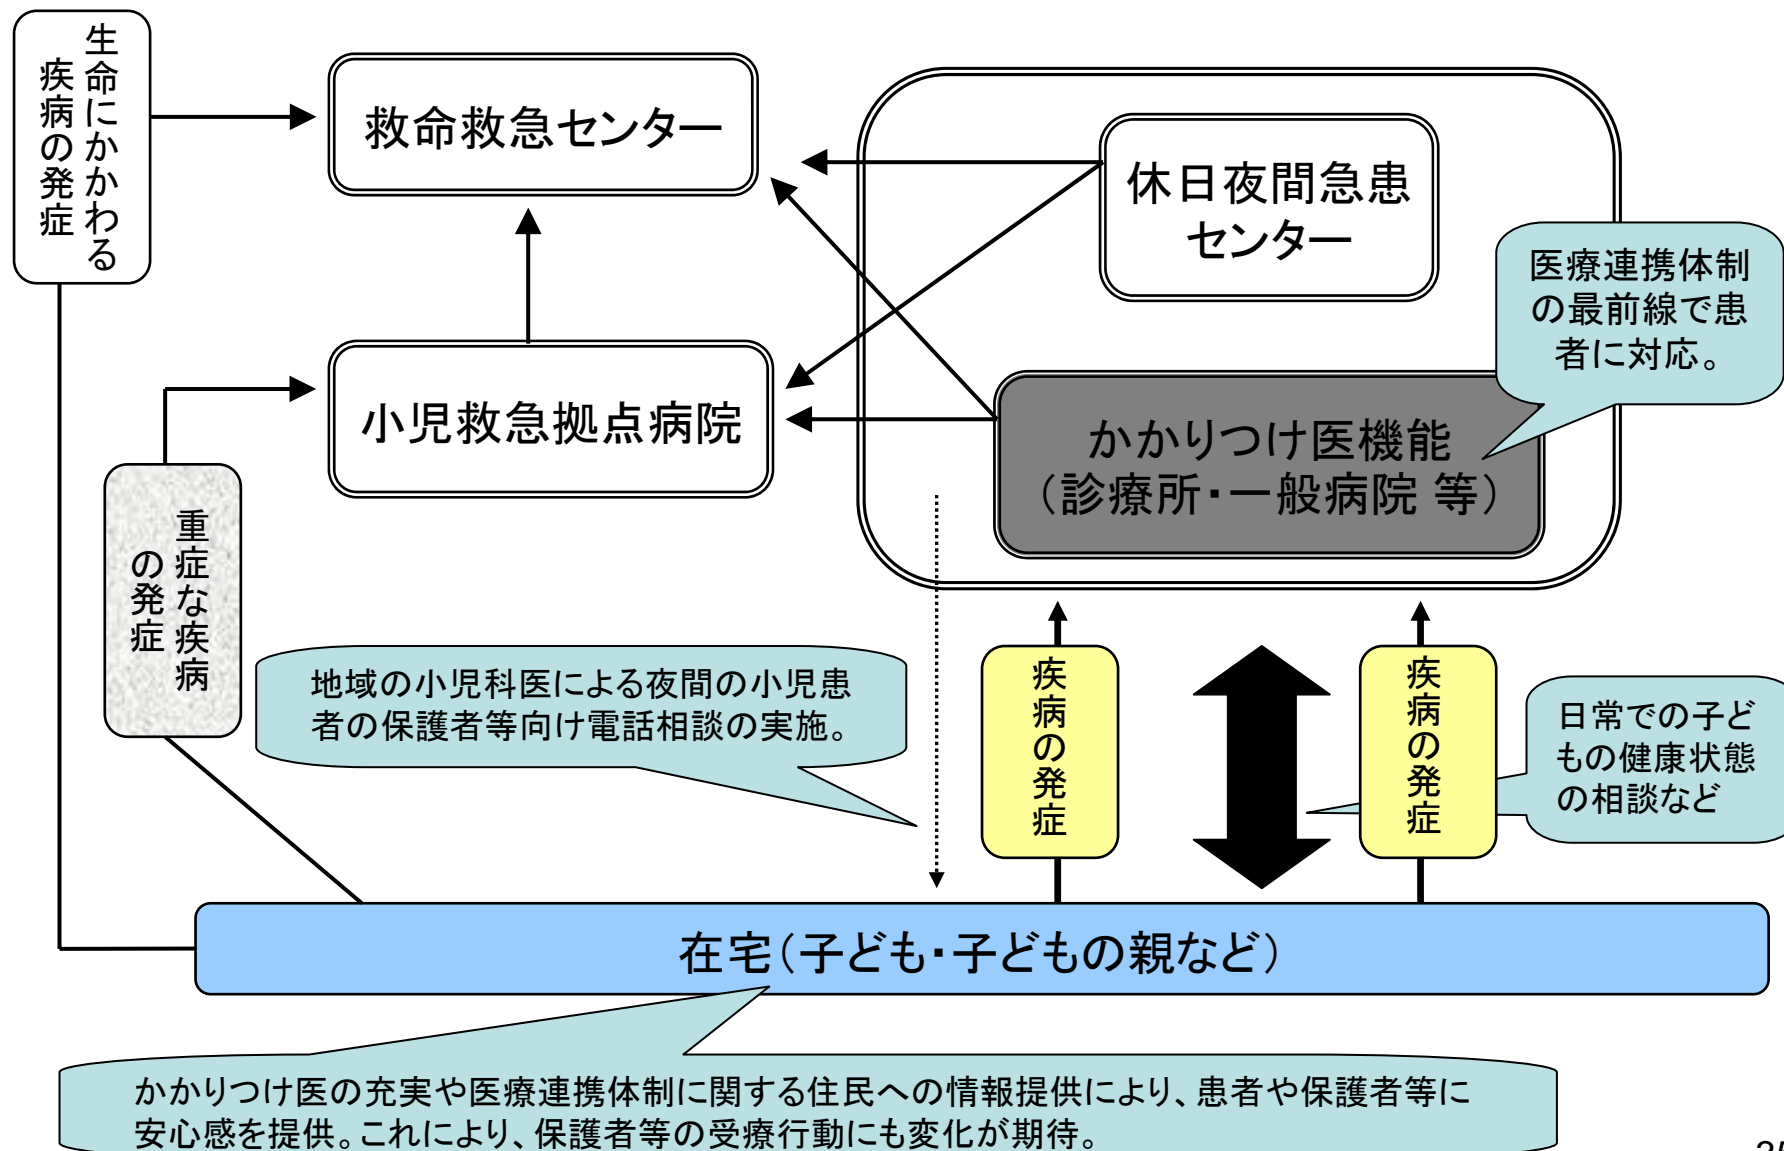 生命にかかわる
疾病の発症
救命救急センター
休日夜間急患
センター
医療連携体制
の最前線で患
者に対応。
小児救急拠点病院
かかりつけ医機能
(診療所・一般病院 等)
重症な疾病
の発症
地域の小児科医による夜間の小児患
者の保護者等向け電話相談の実施。
疾病の発症
疾病の発症
日常での子ど
もの健康状態
の相談など
在宅(子ども・子どもの親など)
かかりつけ医の充実や医療連携体制に関する住民への情報提供により、患者や保護者等に
安心感を提供。これにより、保護者等の受療行動にも変化が期待。